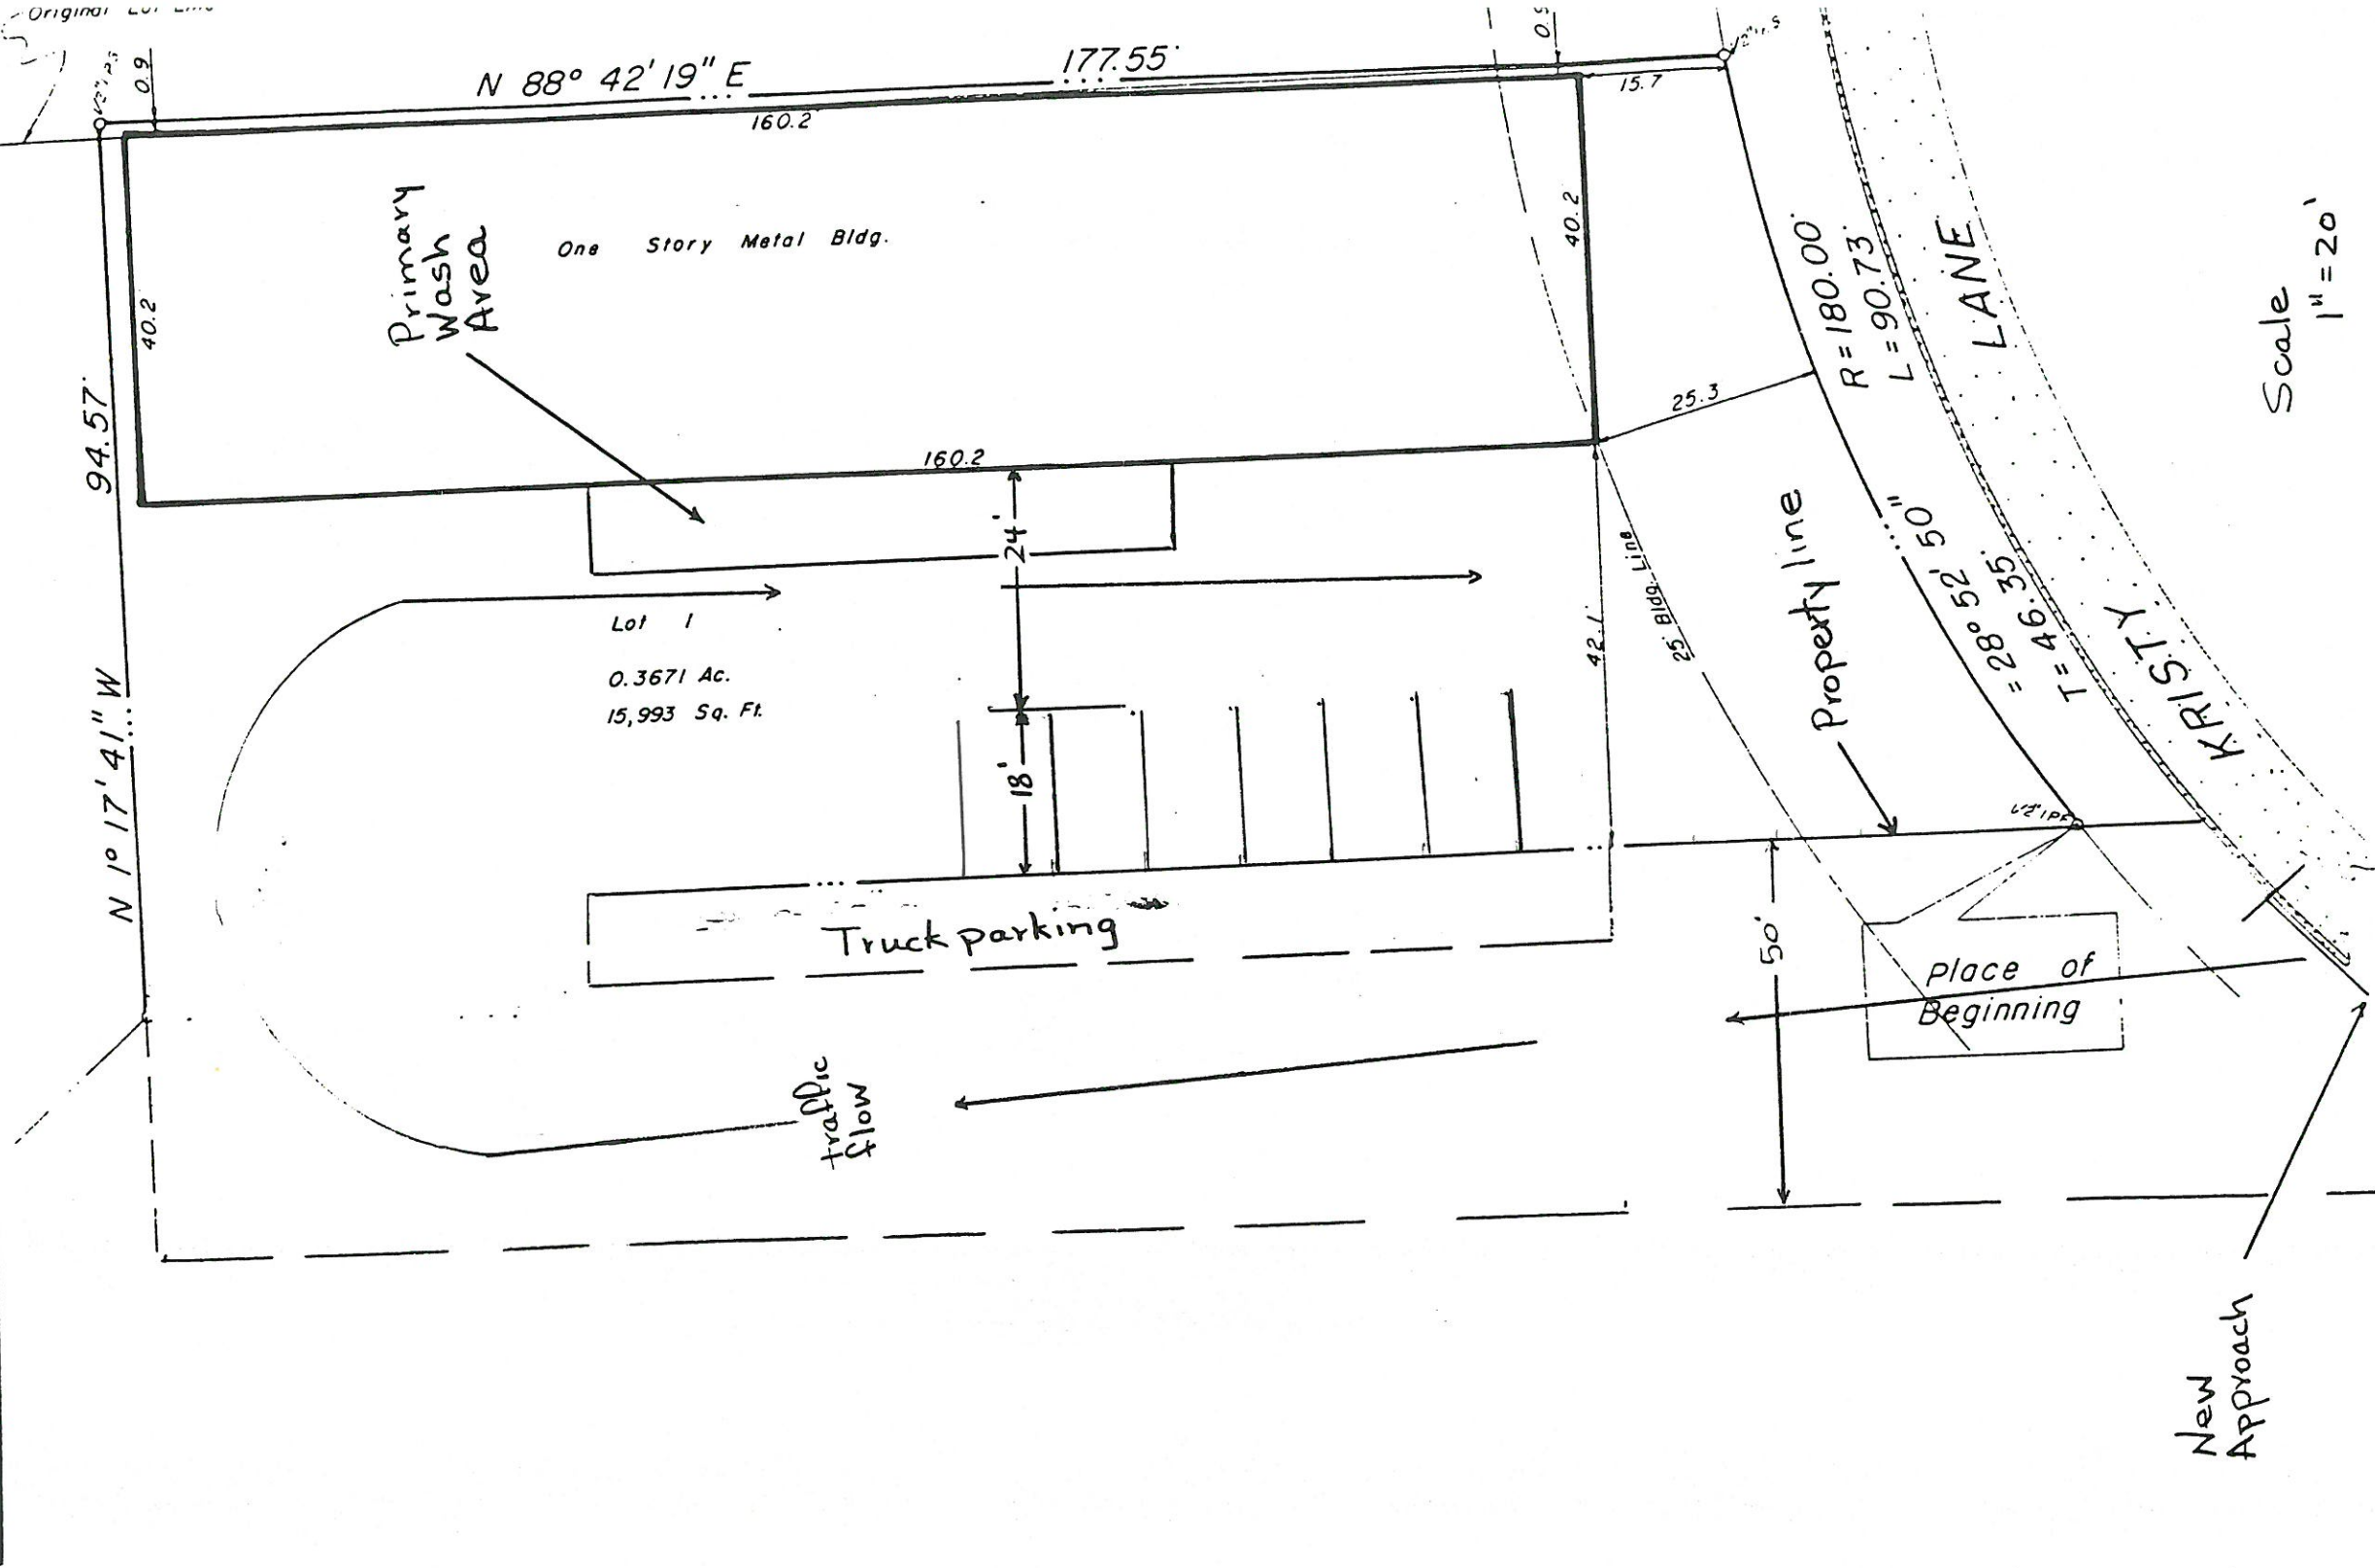 Original Lot Line
0.9
N 88° 42' 19" E
177.55'
0.9
15.7
160.2
40.2
Primary
Wash
Area
One Story Metal Bldg.
40.2
94.57'
R = 180.00'
L = 90.73'
LANE
Scale
1" = 20'
25.3
160.2
24'
Lot 1
0.3671 Ac.
15,993 Sq. Ft.
42.1'
25' Bldg. Line
Property line
= 28° 52' 50"
T = 46.35'
KRISTY
N 1° 17' 41" W
18'
Truck parking
50'
Place of
Beginning
traffic
flow
New
Approach